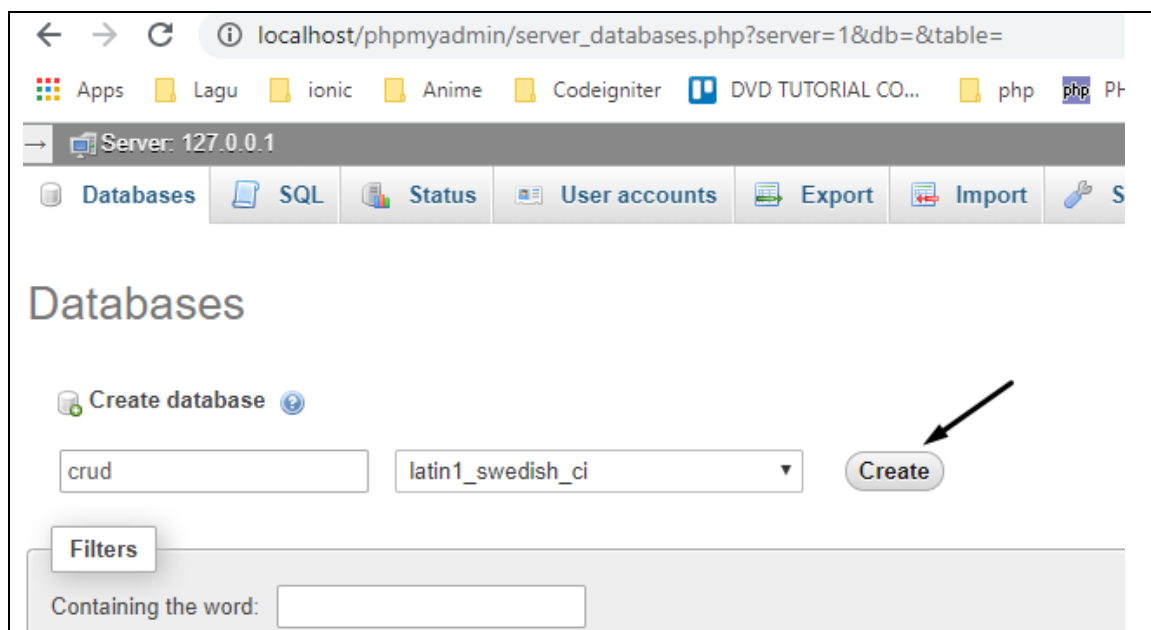 localhost/phpmyadmin/server_databases.php?server=1&db=&table=
Apps Lagu ionic Anime Codeigniter DVD TUTORIAL CO... php php PH
→ Server: 127.0.0.1
Databases SQL Status User accounts Export Import S
Databases
Create database
crud latin1_swedish_ci Create
Filters
Containing the word: